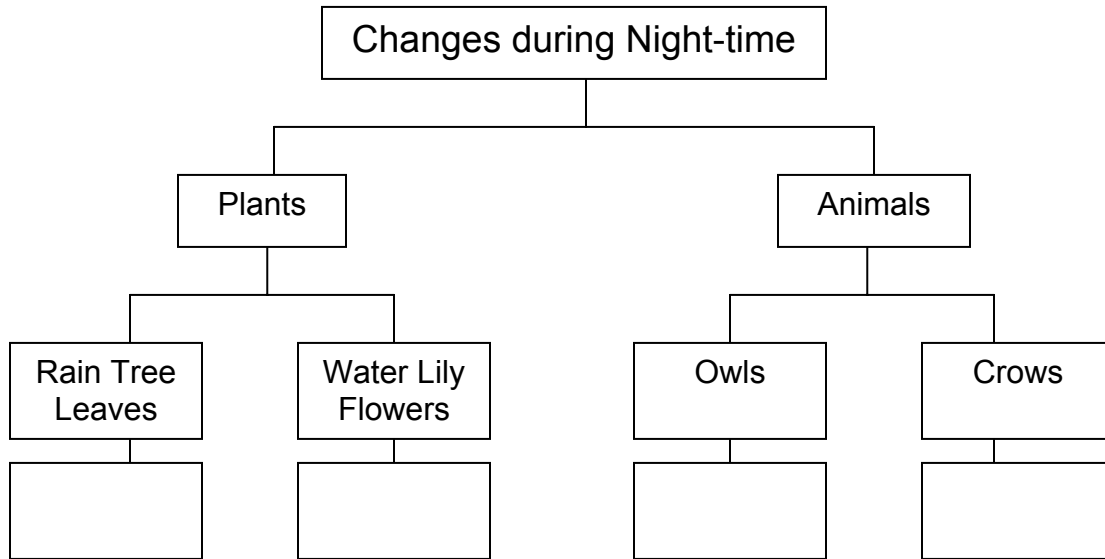 Changes during Night-time
Plants
Animals
Rain Tree
Leaves
Water Lily
Flowers
Owls
Crows